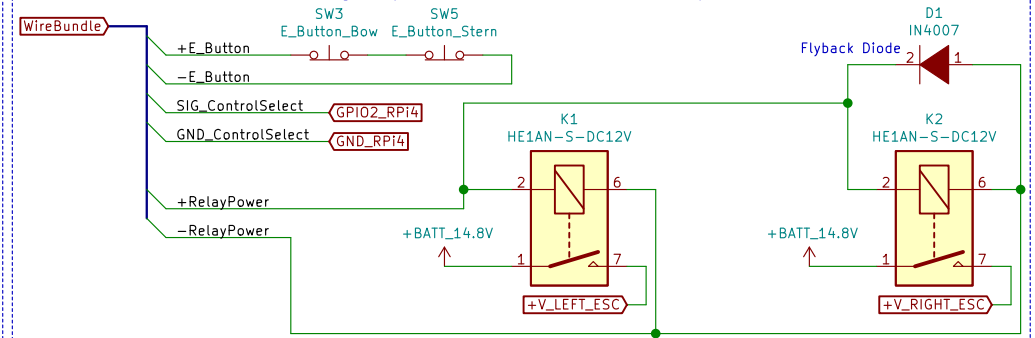 WireBundle
+E_Button
SW3
E_Button_Bow
SW5
E_Button_Stern
−E_Button
SIG_ControlSelect
GPIO2_RPi4
GND_ControlSelect
GND_RPi4
+RelayPower
−RelayPower
K1
HE1AN-S-DC12V
2
6
+BATT_14.8V
1
7
+V_LEFT_ESC
D1
IN4007
Flyback Diode
2
1
K2
HE1AN-S-DC12V
2
6
+BATT_14.8V
1
7
+V_RIGHT_ESC